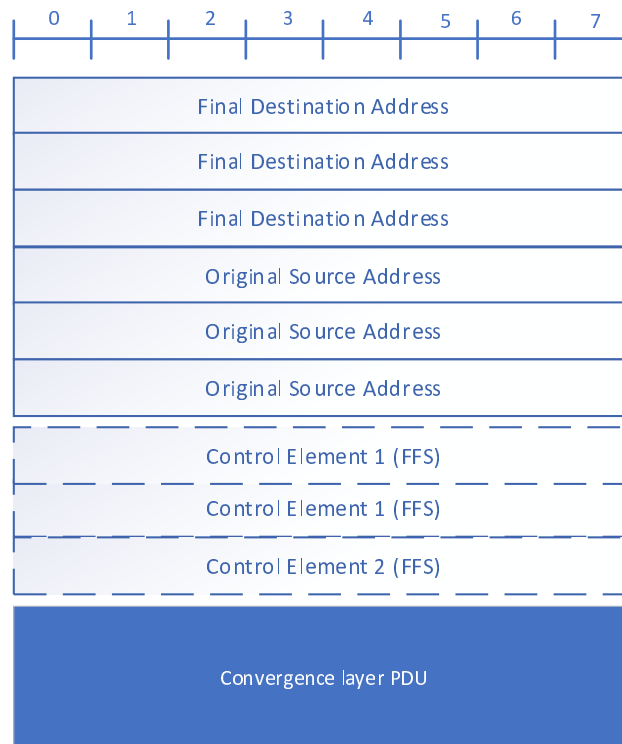 0 1 2 3 4 5 6 7
Final Destination Address
Final Destination Address
Final Destination Address
Original Source Address
Original Source Address
Original Source Address
Control Element 1 (FFS)
Control Element 1 (FFS)
Control Element 2 (FFS)
Convergence layer PDU